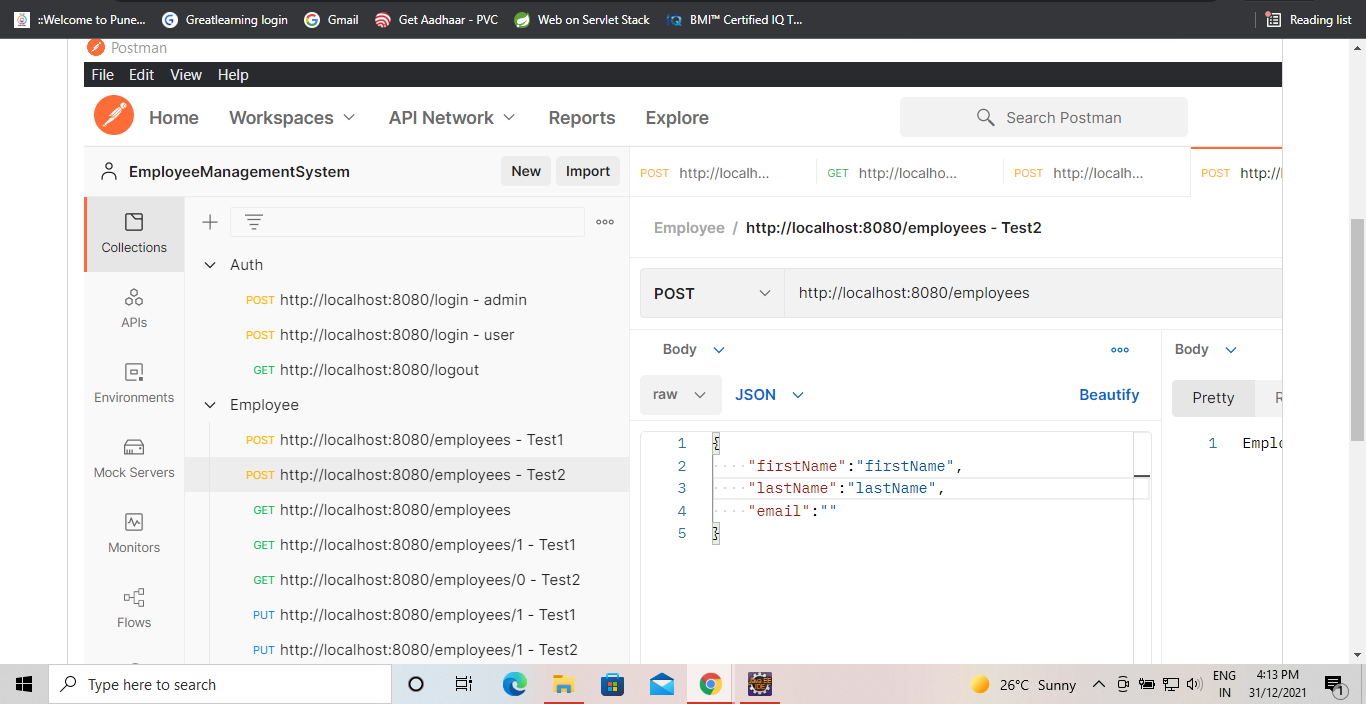 ::Welcome to Pune... Greatlearning login Gmail Get Aadhaar - PVC Web on Servlet Stack BMI™ Certified IQ T... Reading list
Postman
File Edit View Help
Home Workspaces API Network Reports Explore Search Postman
EmployeeManagementSystem New Import
POST http://localh... GET http://localho... POST http://localh... POST http://
Collections
APIs
Environments
Mock Servers
Monitors
Flows
Auth
POST http://localhost:8080/login - admin
POST http://localhost:8080/login - user
GET http://localhost:8080/logout
Employee
POST http://localhost:8080/employees - Test1
POST http://localhost:8080/employees - Test2
GET http://localhost:8080/employees
GET http://localhost:8080/employees/1 - Test1
GET http://localhost:8080/employees/0 - Test2
PUT http://localhost:8080/employees/1 - Test1
PUT http://localhost:8080/employees/1 - Test2
Employee / http://localhost:8080/employees - Test2
POST http://localhost:8080/employees
Body
raw JSON Beautify
1 {
2 "firstName":"firstName",
3 "lastName":"lastName",
4 "email":""
5 }
Body
Pretty
1 Emplo
Type here to search
26°C Sunny
ENG
IN
4:13 PM
31/12/2021
1